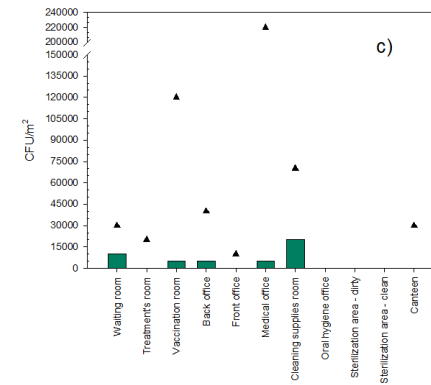 240000
220000
200000
150000
135000
120000
105000
90000
75000
60000
45000
30000
15000
0
CFU/m²
c)
Waiting room
Treatment's room
Vaccination room
Back office
Front office
Medical office
Cleaning supplies room
Oral hygiene office
Sterilization area - dirty
Sterilization area - clean
Canteen